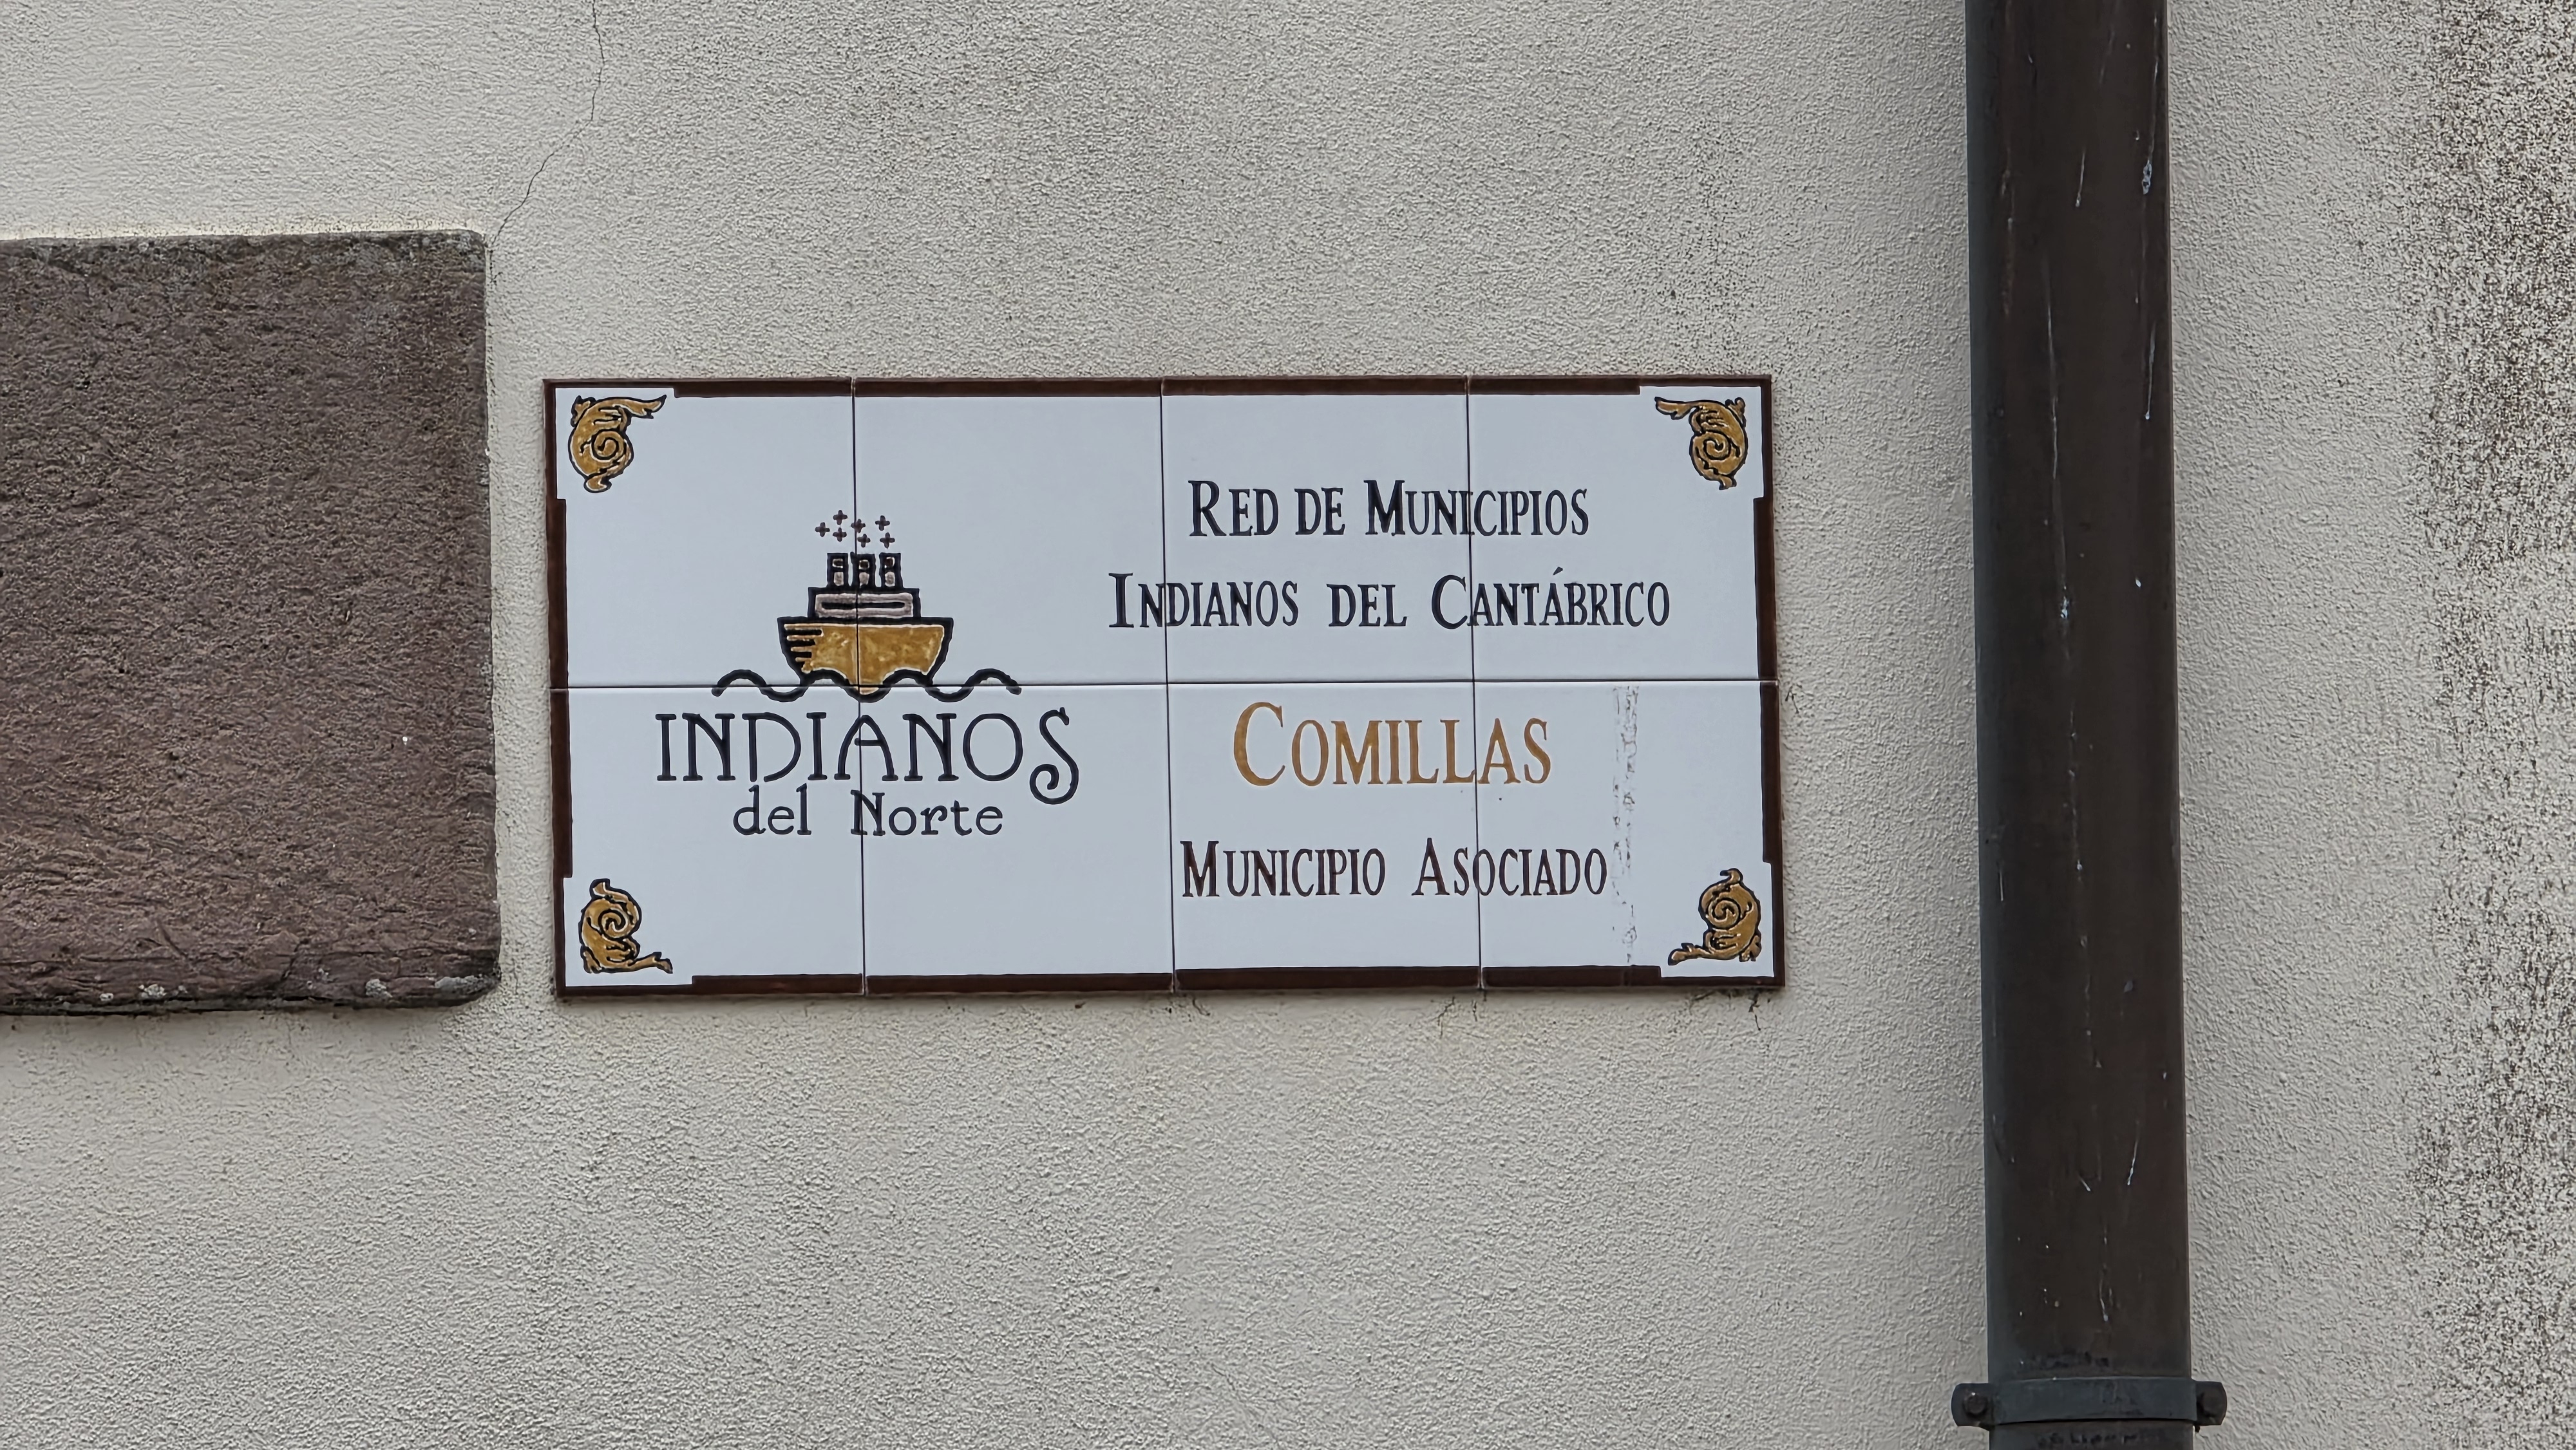 INDIANOS
del Norte
RED DE MUNICIPIOS
INDIANOS DEL CANTÁBRICO
COMILLAS
MUNICIPIO ASOCIADO